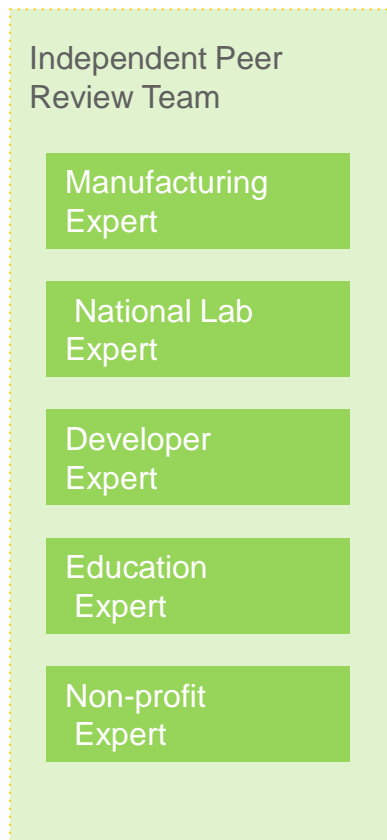 Independent Peer
Review Team
Manufacturing
Expert
National Lab
Expert
Developer
Expert
Education
Expert
Non-profit
Expert